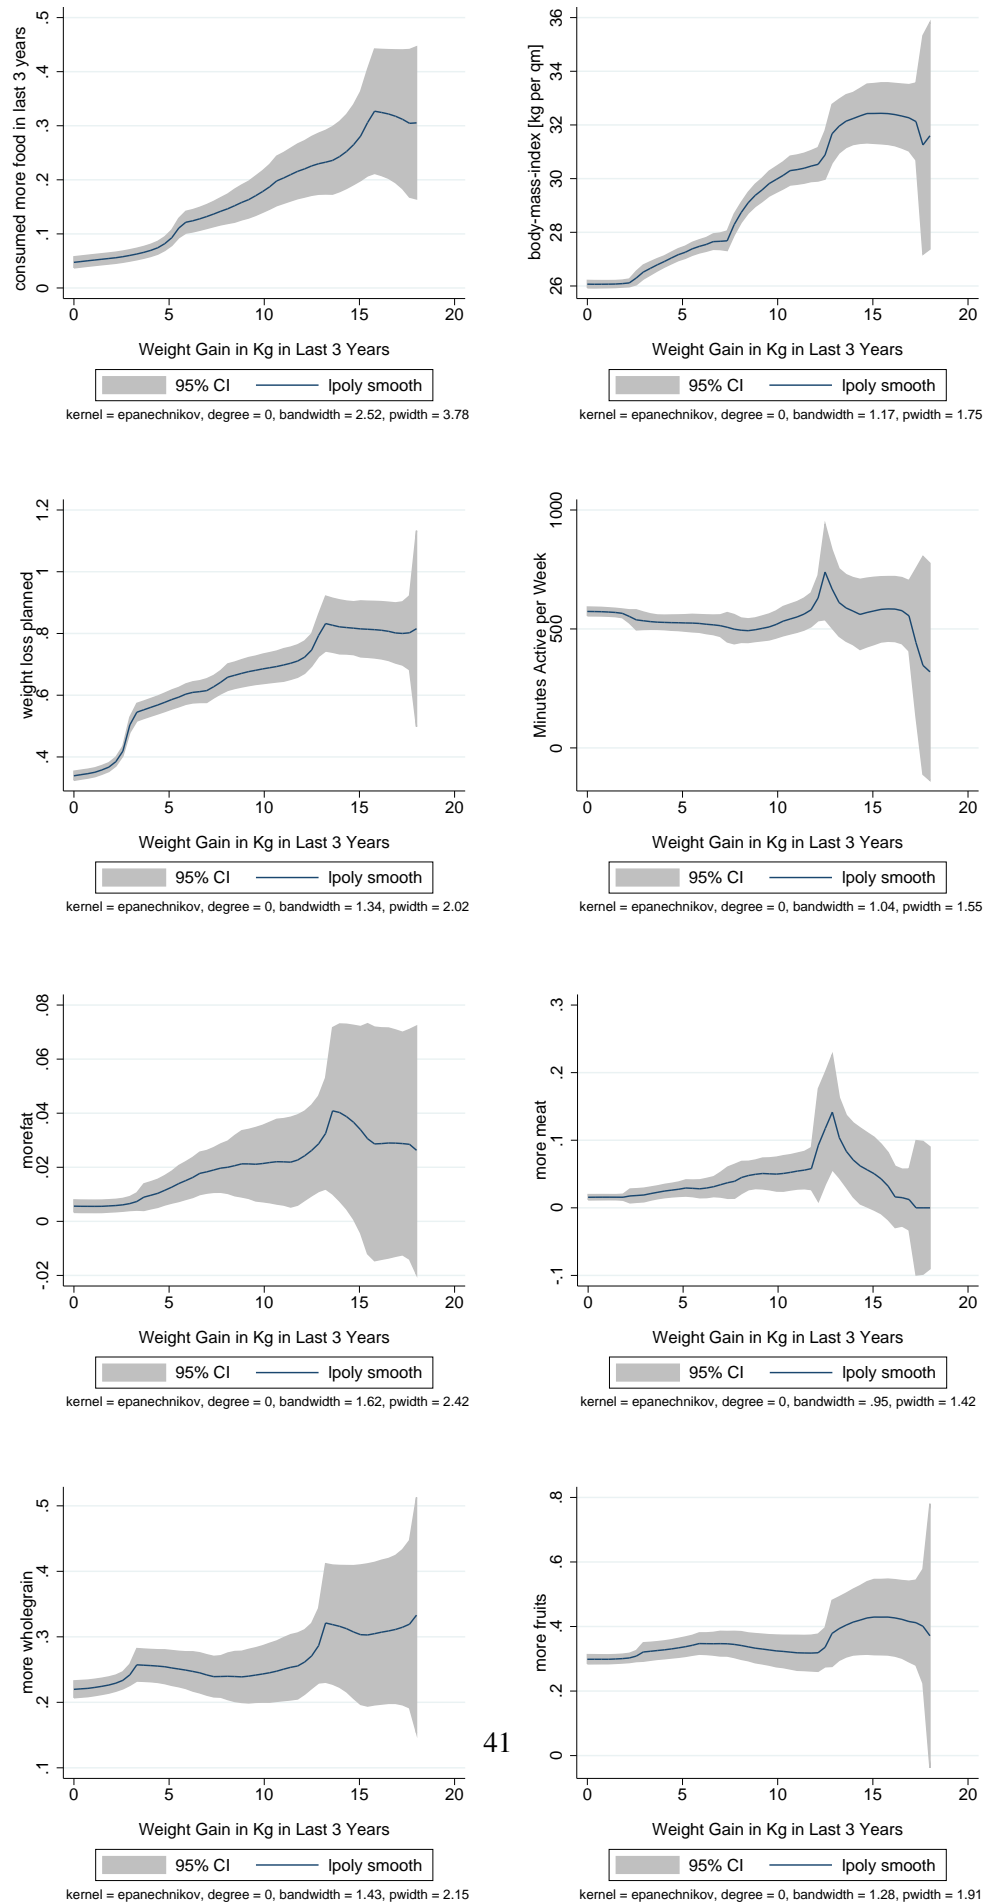 consumed more food in last 3 years
.5
.4
.3
.2
.1
0
0 5 10 15 20
Weight Gain in Kg in Last 3 Years
95% CI lpoly smooth
kernel = epanechnikov, degree = 0, bandwidth = 2.52, pwidth = 3.78
body-mass-index [kg per qm]
36
34
32
30
28
26
0 5 10 15 20
Weight Gain in Kg in Last 3 Years
95% CI lpoly smooth
kernel = epanechnikov, degree = 0, bandwidth = 1.17, pwidth = 1.75
weight loss planned
1.2
1
.8
.6
.4
0 5 10 15 20
Weight Gain in Kg in Last 3 Years
95% CI lpoly smooth
kernel = epanechnikov, degree = 0, bandwidth = 1.34, pwidth = 2.02
Minutes Active per Week
1000
500
0
0 5 10 15 20
Weight Gain in Kg in Last 3 Years
95% CI lpoly smooth
kernel = epanechnikov, degree = 0, bandwidth = 1.04, pwidth = 1.55
morefat
.08
.06
.04
.02
0
-.02
0 5 10 15 20
Weight Gain in Kg in Last 3 Years
95% CI lpoly smooth
kernel = epanechnikov, degree = 0, bandwidth = 1.62, pwidth = 2.42
more meat
.3
.2
.1
0
-.1
0 5 10 15 20
Weight Gain in Kg in Last 3 Years
95% CI lpoly smooth
kernel = epanechnikov, degree = 0, bandwidth = .95, pwidth = 1.42
more wholegrain
.5
.4
.3
.2
.1
0 5 10 15 20
Weight Gain in Kg in Last 3 Years
95% CI lpoly smooth
kernel = epanechnikov, degree = 0, bandwidth = 1.43, pwidth = 2.15
more fruits
.8
.6
.4
.2
0
0 5 10 15 20
Weight Gain in Kg in Last 3 Years
95% CI lpoly smooth
kernel = epanechnikov, degree = 0, bandwidth = 1.28, pwidth = 1.91
41